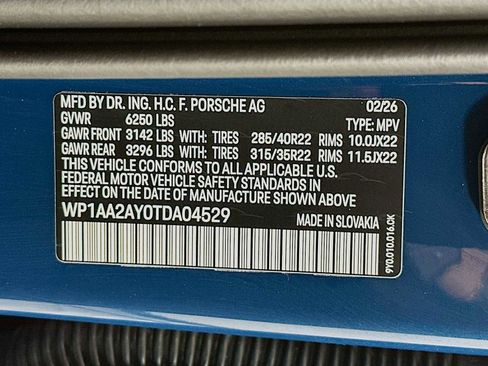 MFD BY DR. ING. H.C. F. PORSCHE AG 02/26
GVWR 6250 LBS TYPE: MPV
GAWR FRONT 3142 LBS WITH: TIRES 285/40R22 RIMS 10.0JX22
GAWR REAR 3296 LBS WITH: TIRES 315/35R22 RIMS 11.5JX22
THIS VEHICLE CONFORMS TO ALL APPLICABLE U.S.
FEDERAL MOTOR VEHICLE SAFETY STANDARDS IN
EFFECT ON THE DATE OF MANUFACTURE SHOWN ABOVE
WP1AA2AY0TDA04529 MADE IN SLOVAKIA
9Y0.010.016.CK